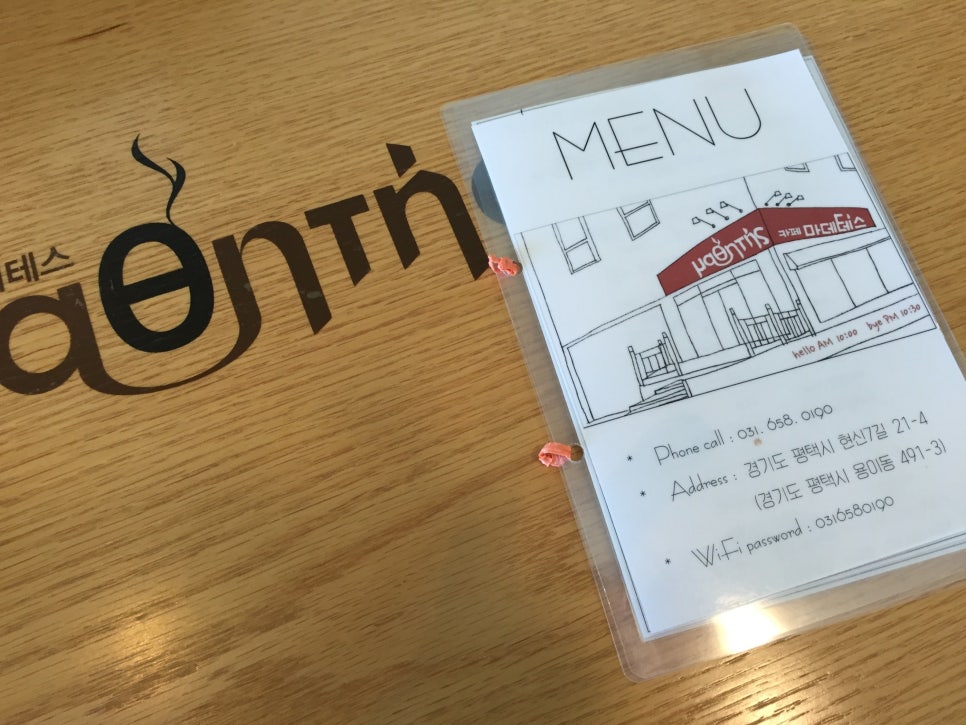 테스
αθητή
MENU
μαθητής 카페 마데테스
hello AM 10:00 bye PM 10:30
* Phone call : 031. 658. 0190
* Address : 경기도 평택시 현신7길 21-4
(경기도 평택시 용이동 491-3)
* WiFi password : 0316580190